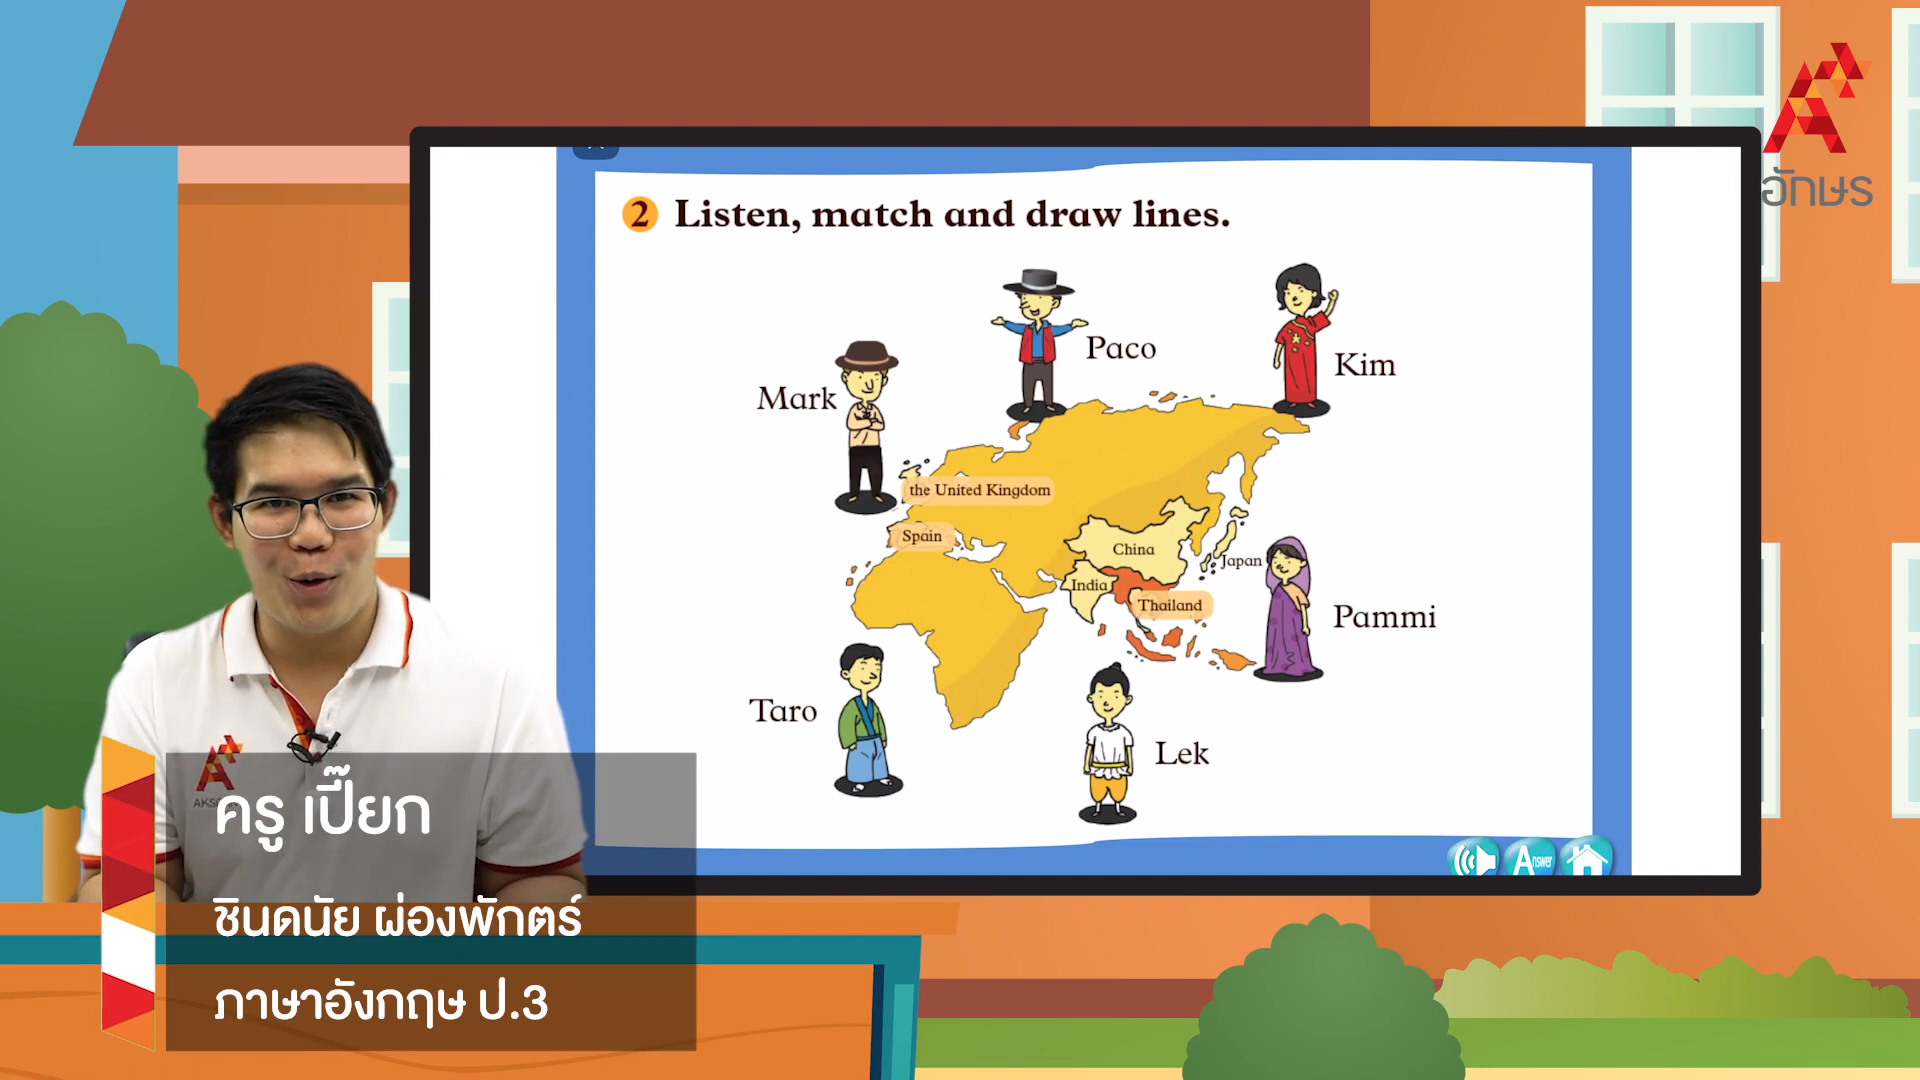 อักษร
2 Listen, match and draw lines.
Paco
Kim
Mark
the United Kingdom
Spain
China
Japan
India
Thailand
Pammi
Taro
Lek
Answer
ครู เปี๊ยก
ชินดนัย ผ่องพักตร์
ภาษาอังกฤษ ป.3